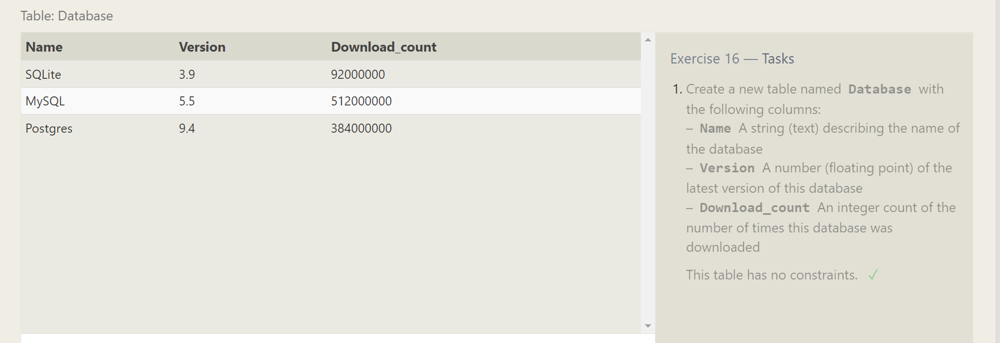 Table: Database
Name Version Download_count
SQLite 3.9 92000000
MySQL 5.5 512000000
Postgres 9.4 384000000
Exercise 16 — Tasks
1. Create a new table named Database with
the following columns:
– Name A string (text) describing the name of
the database
– Version A number (floating point) of the
latest version of this database
– Download_count An integer count of the
number of times this database was
downloaded
This table has no constraints. ✓